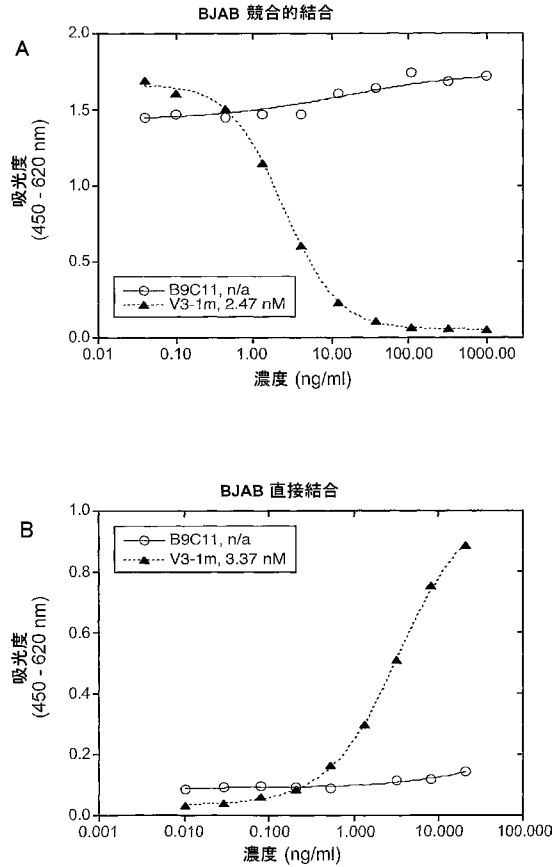 BJAB 競合的結合
A
2.0
1.5
1.0
0.5
0.0
吸光度
(450 - 620 nm)
B9C11, n/a
V3-1m, 2.47 nM
0.01 0.10 1.00 10.00 100.00 1000.00
濃度 (ng/ml)
BJAB 直接結合
B
1.0
0.8
0.6
0.4
0.2
0.0
吸光度
(450 - 620 nm)
B9C11, n/a
V3-1m, 3.37 nM
0.001 0.010 0.100 1.000 10.000 100.000
濃度 (ng/ml)